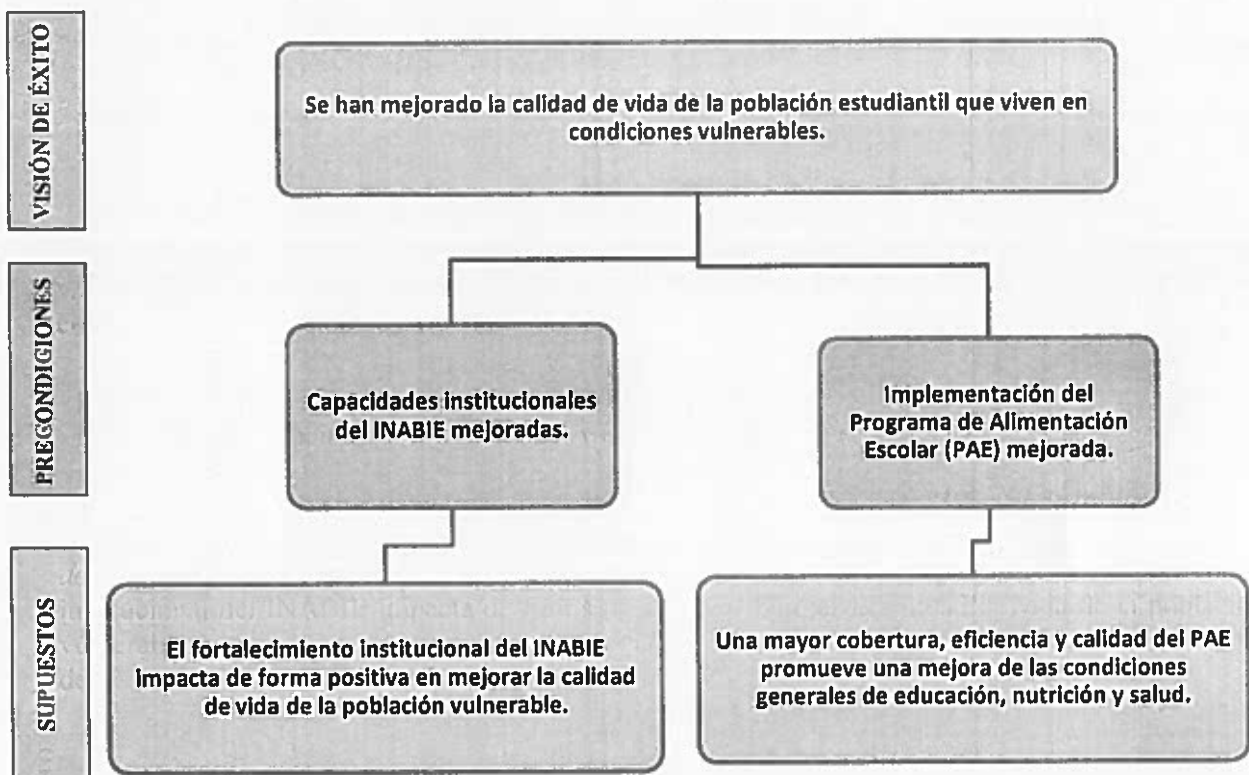 VISIÓN DE ÉXITO
Se han mejorado la calidad de vida de la población estudiantil que viven en
condiciones vulnerables.
PRECONDICIONES
Capacidades institucionales
del INABIE mejoradas.
Implementación del
Programa de Alimentación
Escolar (PAE) mejorada.
SUPUESTOS
El fortalecimiento institucional del INABIE
impacta de forma positiva en mejorar la calidad
de vida de la población vulnerable.
Una mayor cobertura, eficiencia y calidad del PAE
promueve una mejora de las condiciones
generales de educación, nutrición y salud.